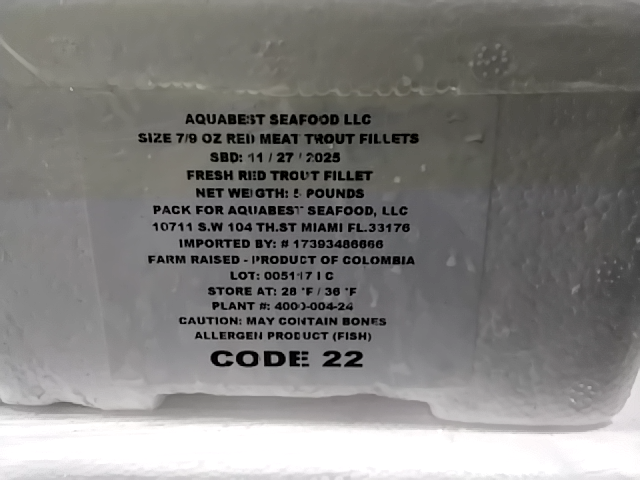 AQUABEST SEAFOOD LLC
SIZE 7/9 OZ RED MEAT TROUT FILLETS
SBD: 11 / 27 / 2025
FRESH RED TROUT FILLET
NET WEIGTH: 5 POUNDS
PACK FOR AQUABEST SEAFOOD, LLC
10711 S.W 104 TH.ST MIAMI FL.33176
IMPORTED BY: # 17393486666
FARM RAISED - PRODUCT OF COLOMBIA
LOT:
STORE AT: 28 °F / 36 °F
PLANT #: 4000-004-24
CAUTION: MAY CONTAIN BONES
ALLERGEN PRODUCT (FISH)
CODE 22